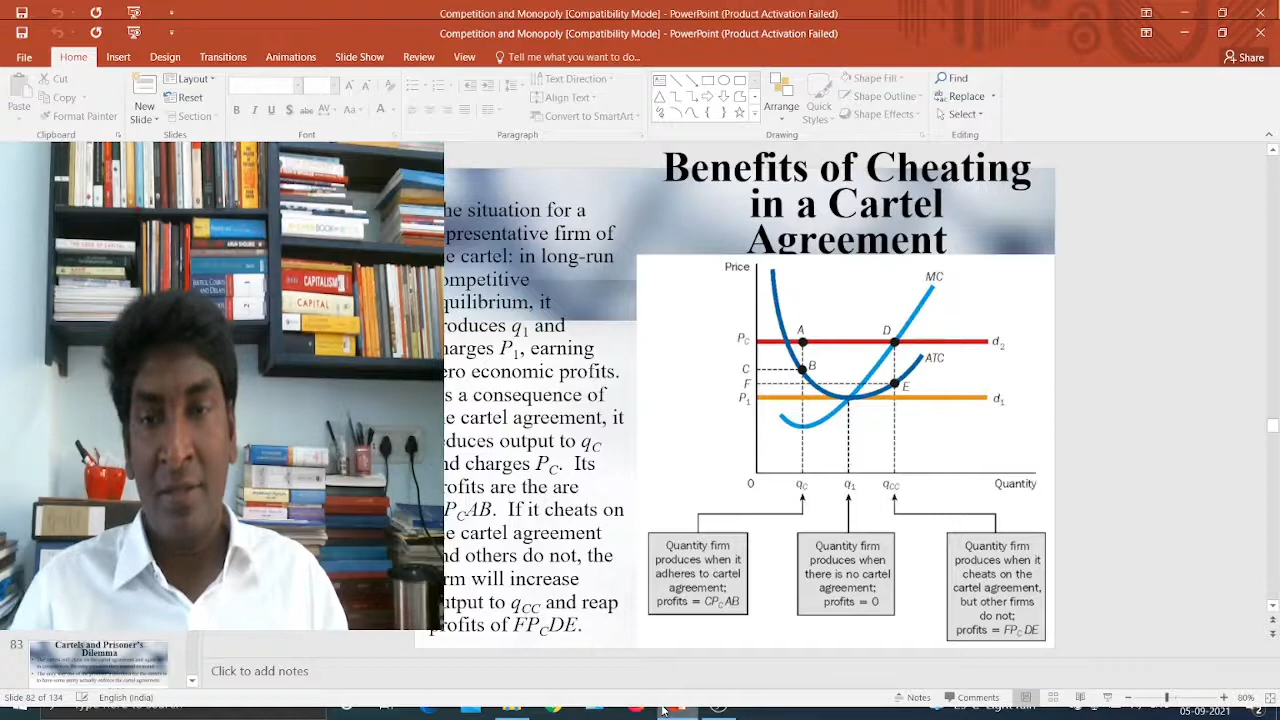 Competition and Monopoly [Compatibility Mode] - PowerPoint (Product Activation Failed)
Competition and Monopoly [Compatibility Mode] - PowerPoint (Product Activation Failed)
File Home Insert Design Transitions Animations Slide Show Review View Tell me what you want to do... Share
Paste Cut Copy Format Painter Clipboard
New Slide Layout Reset Section Slides
B I U S abc AV Aa A Font
Text Direction Align Text Convert to SmartArt Paragraph
Arrange Quick Styles Shape Fill Shape Outline Shape Effects Drawing
Find Replace Select Editing
Benefits of Cheating
in a Cartel
Agreement
he situation for a
presentative firm of
e cartel: in long-run
ompetitive
quilibrium, it
roduces q1 and
harges P1, earning
ero economic profits.
s a consequence of
e cartel agreement, it
duces output to qC
nd charges PC. Its
rofits are the are
PCAB. If it cheats on
e cartel agreement
nd others do not, the
rm will increase
utput to qCC and reap
profits of FPCDE.
Price
MC
A D
PC d2
C B ATC
F E
P1 d1
0 qC q1 qCC Quantity
Quantity firm
produces when it
adheres to cartel
agreement;
profits = CPCAB
Quantity firm
produces when
there is no cartel
agreement;
profits = 0
Quantity firm
produces when it
cheats on the
cartel agreement,
but other firms
do not;
profits = FPCDE
CAPITALISM
CAPITAL
83
Cartels and Prisoner's
Dilemma
Click to add notes
Slide 82 of 134 English (India) Notes Comments 80%
05-09-2021